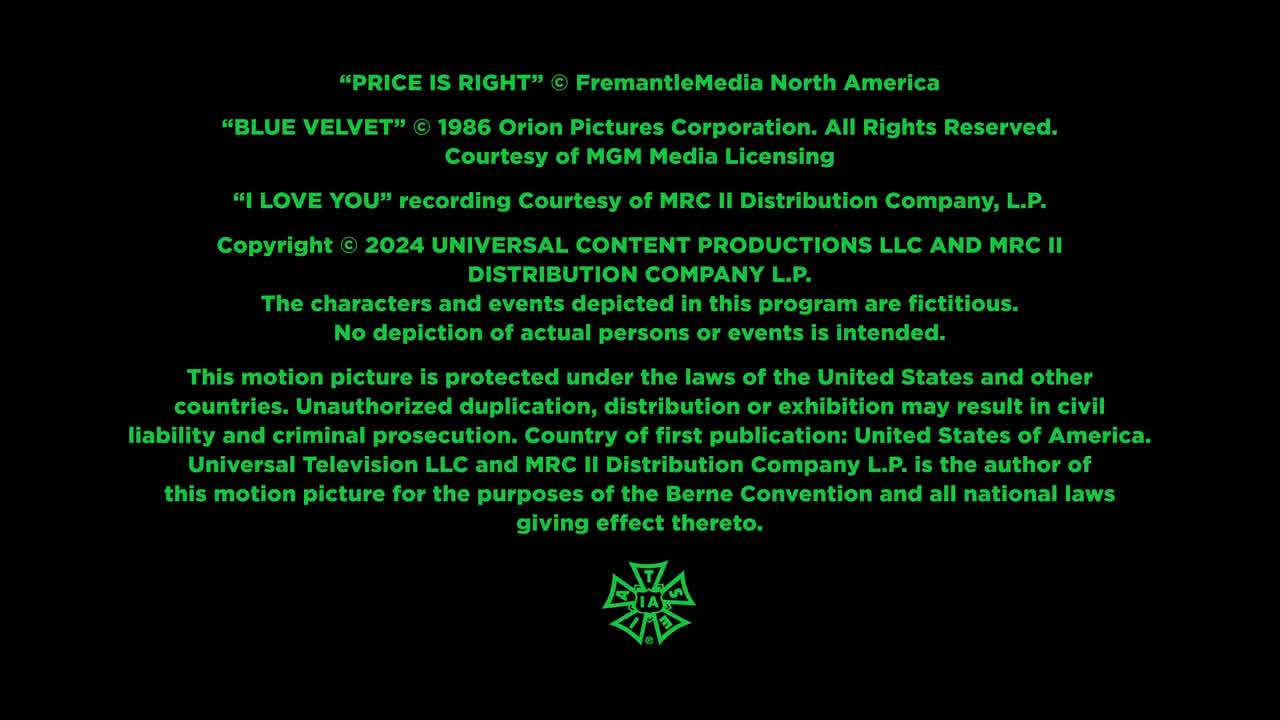 “PRICE IS RIGHT” © FremantleMedia North America
“BLUE VELVET” © 1986 Orion Pictures Corporation. All Rights Reserved.
Courtesy of MGM Media Licensing
“I LOVE YOU” recording Courtesy of MRC II Distribution Company, L.P.
Copyright © 2024 UNIVERSAL CONTENT PRODUCTIONS LLC AND MRC II
DISTRIBUTION COMPANY L.P.
The characters and events depicted in this program are fictitious.
No depiction of actual persons or events is intended.
This motion picture is protected under the laws of the United States and other
countries. Unauthorized duplication, distribution or exhibition may result in civil
liability and criminal prosecution. Country of first publication: United States of America.
Universal Television LLC and MRC II Distribution Company L.P. is the author of
this motion picture for the purposes of the Berne Convention and all national laws
giving effect thereto.
I A T S E
IA
®